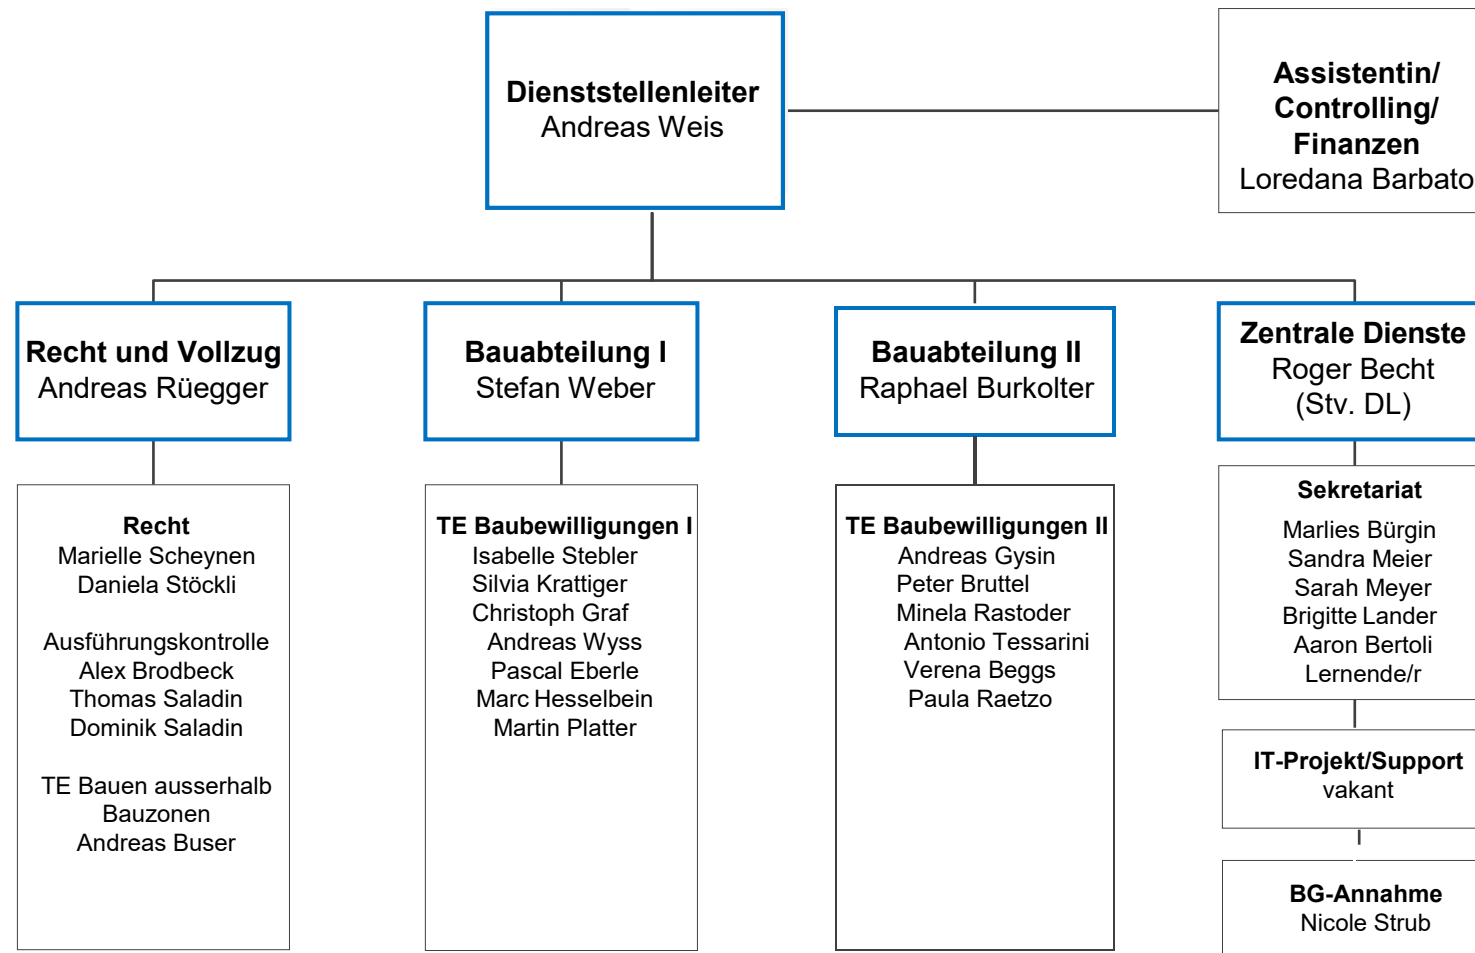 Dienststellenleiter
Andreas Weis
Assistentin/
Controlling/
Finanzen
Loredana Barbato
Recht und Vollzug
Andreas Rüegger
Bauabteilung I
Stefan Weber
Bauabteilung II
Raphael Burkolter
Zentrale Dienste
Roger Becht
(Stv. DL)
Recht
Marielle Scheynen
Daniela Stöckli
Ausführungskontrolle
Alex Brodbeck
Thomas Saladin
Dominik Saladin
TE Bauen ausserhalb
Bauzonen
Andreas Buser
TE Baubewilligungen I
Isabelle Stebler
Silvia Krattiger
Christoph Graf
Andreas Wyss
Pascal Eberle
Marc Hesselbein
Martin Platter
TE Baubewilligungen II
Andreas Gysin
Peter Bruttel
Minela Rastoder
Antonio Tessarini
Verena Beggs
Paula Raetzo
Sekretariat
Marlies Bürgin
Sandra Meier
Sarah Meyer
Brigitte Lander
Aaron Bertoli
Lernende/r
IT-Projekt/Support
vakant
BG-Annahme
Nicole Strub